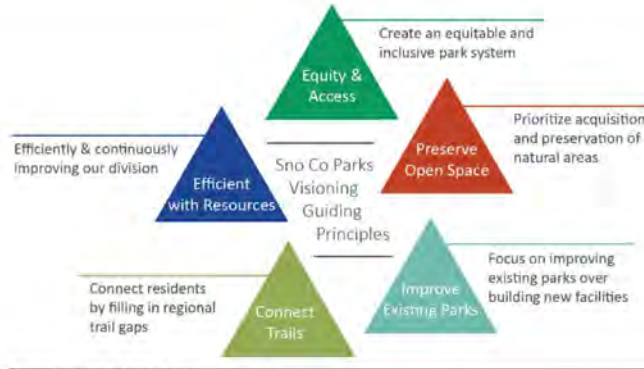 Create an equitable and
inclusive park system
Equity &
Access
Prioritize acquisition
and preservation of
natural areas
Preserve
Open Space
Efficiently & continuously
improving our division
Efficient
with Resources
Sno Co Parks
Visioning
Guiding
Principles
Focus on improving
existing parks over
building new facilities
Improve
Existing Parks
Connect residents
by filling in regional
trail gaps
Connect
Trails